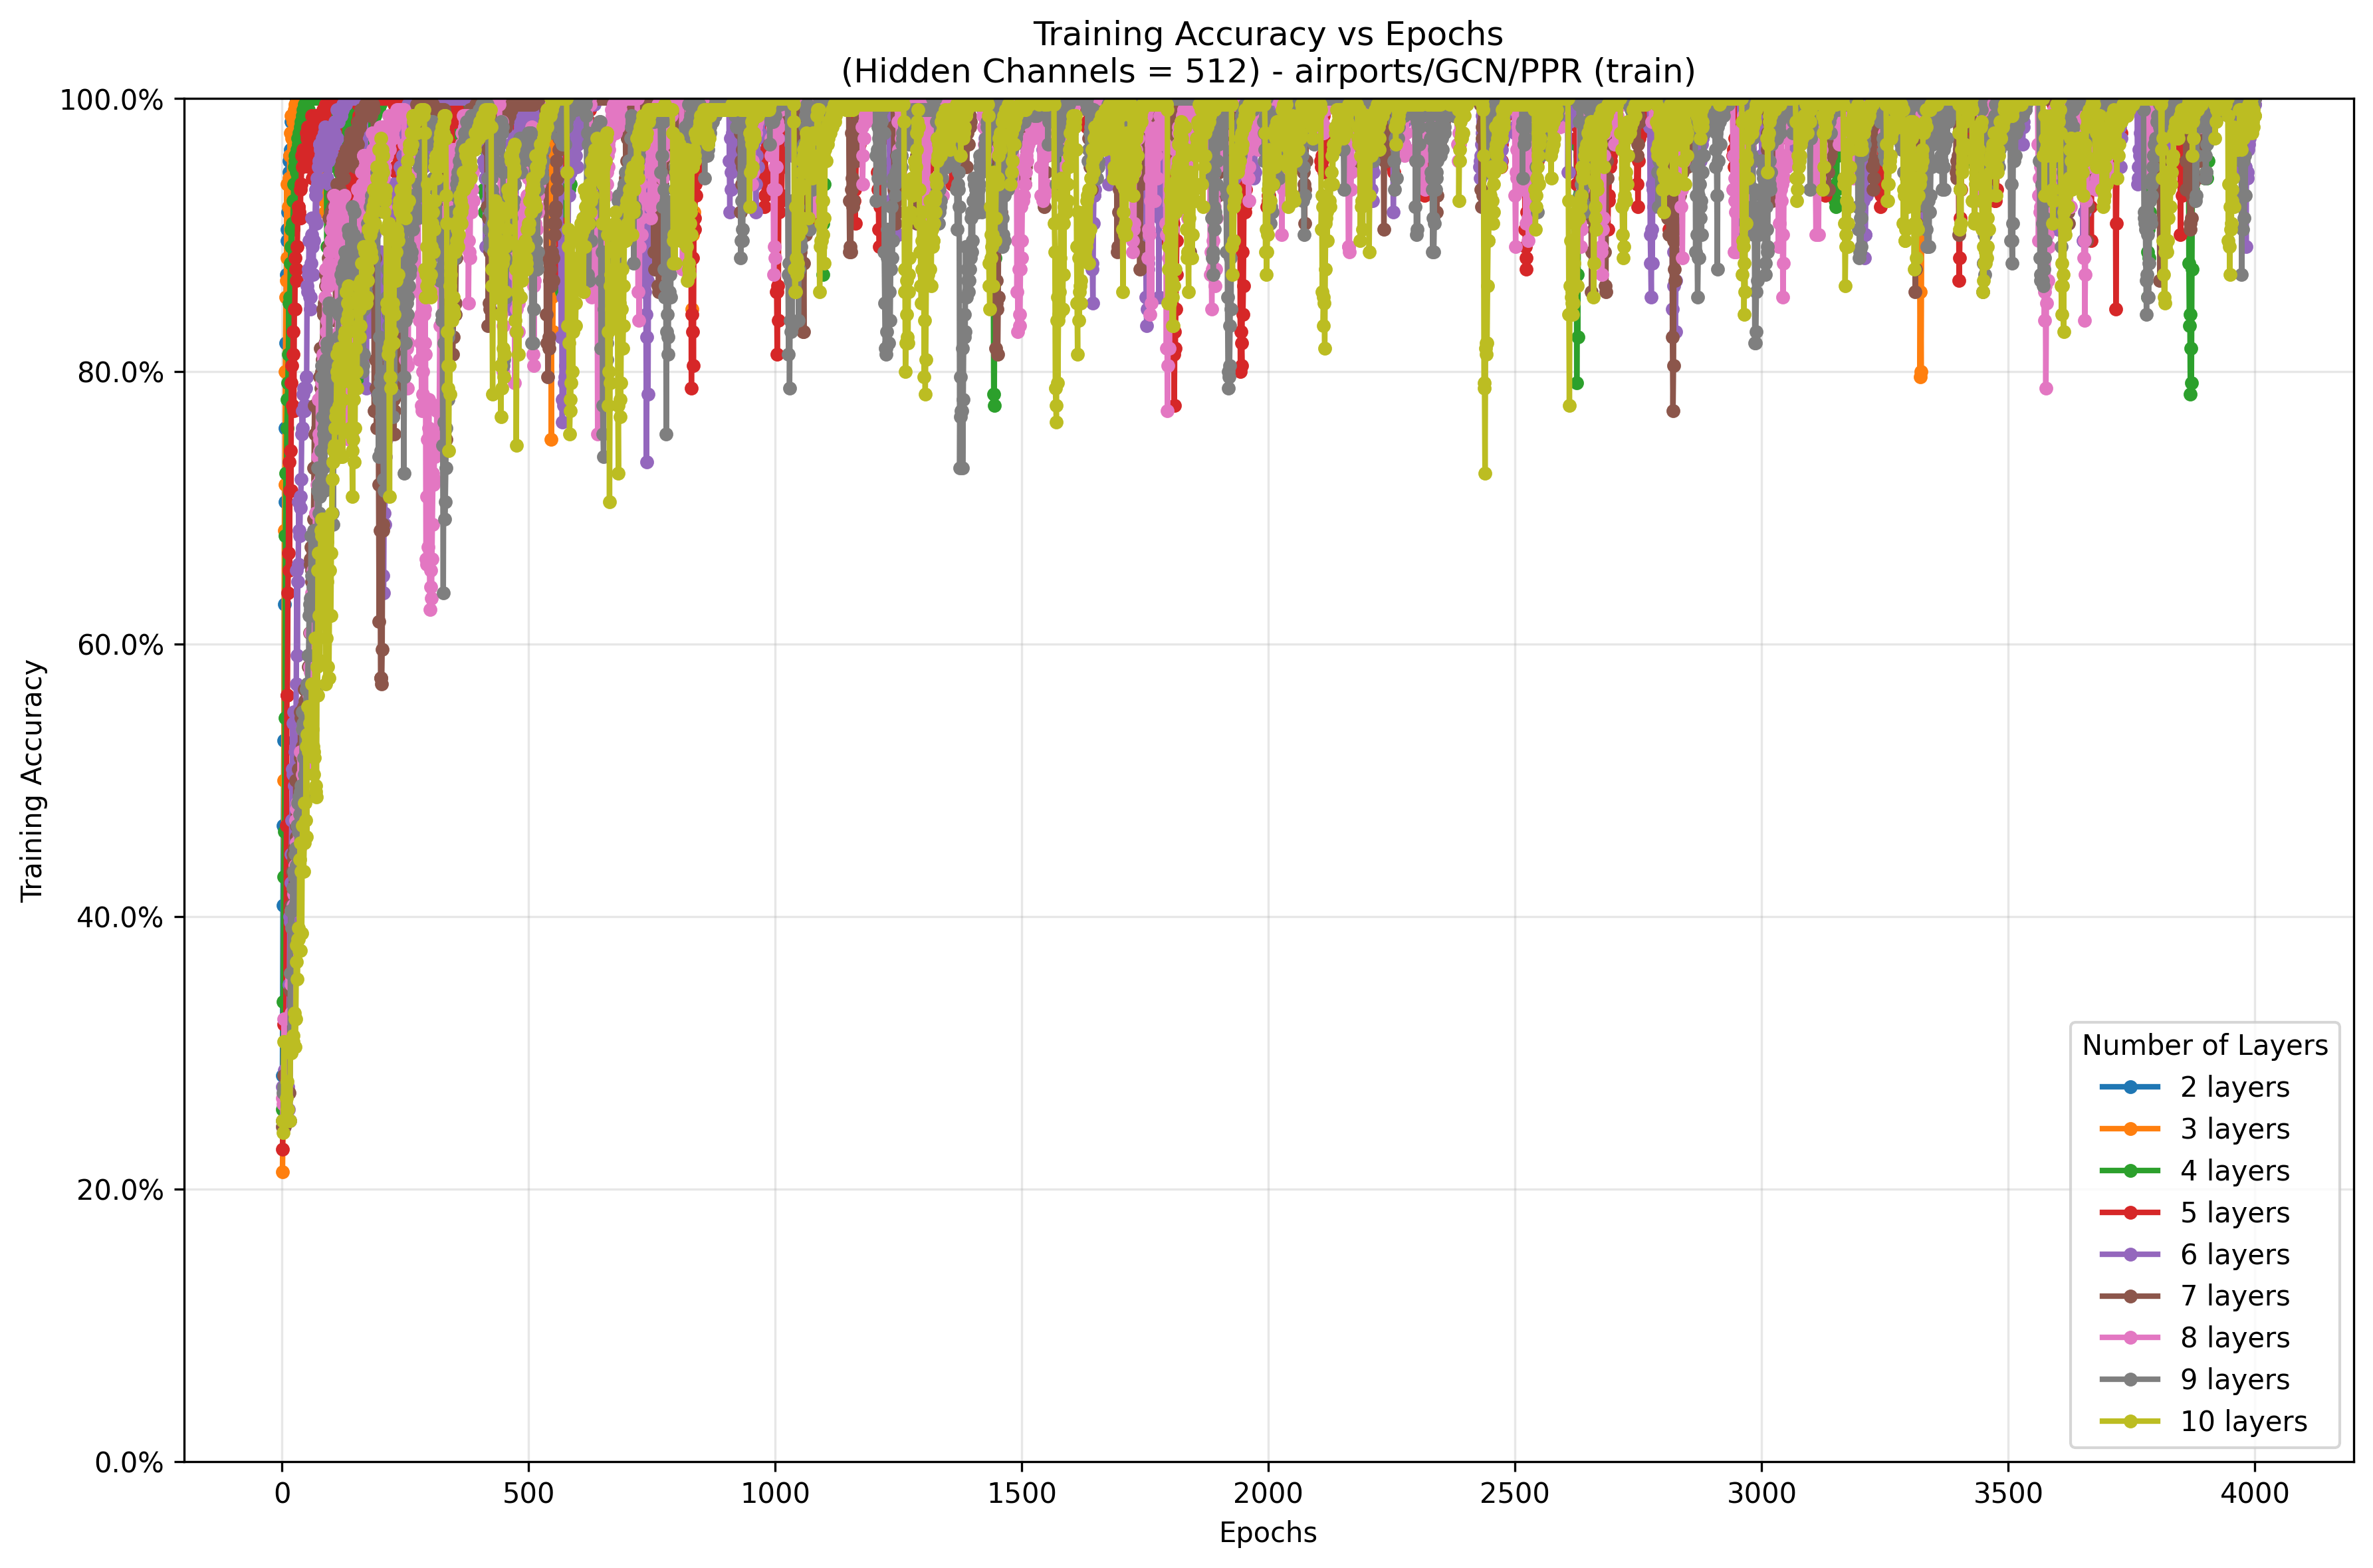 Training Accuracy vs Epochs
(Hidden Channels = 512) - airports/GCN/PPR (train)
100.0%
80.0%
60.0%
40.0%
20.0%
0.0%
Training Accuracy
0 500 1000 1500 2000 2500 3000 3500 4000
Epochs
Number of Layers
2 layers
3 layers
4 layers
5 layers
6 layers
7 layers
8 layers
9 layers
10 layers